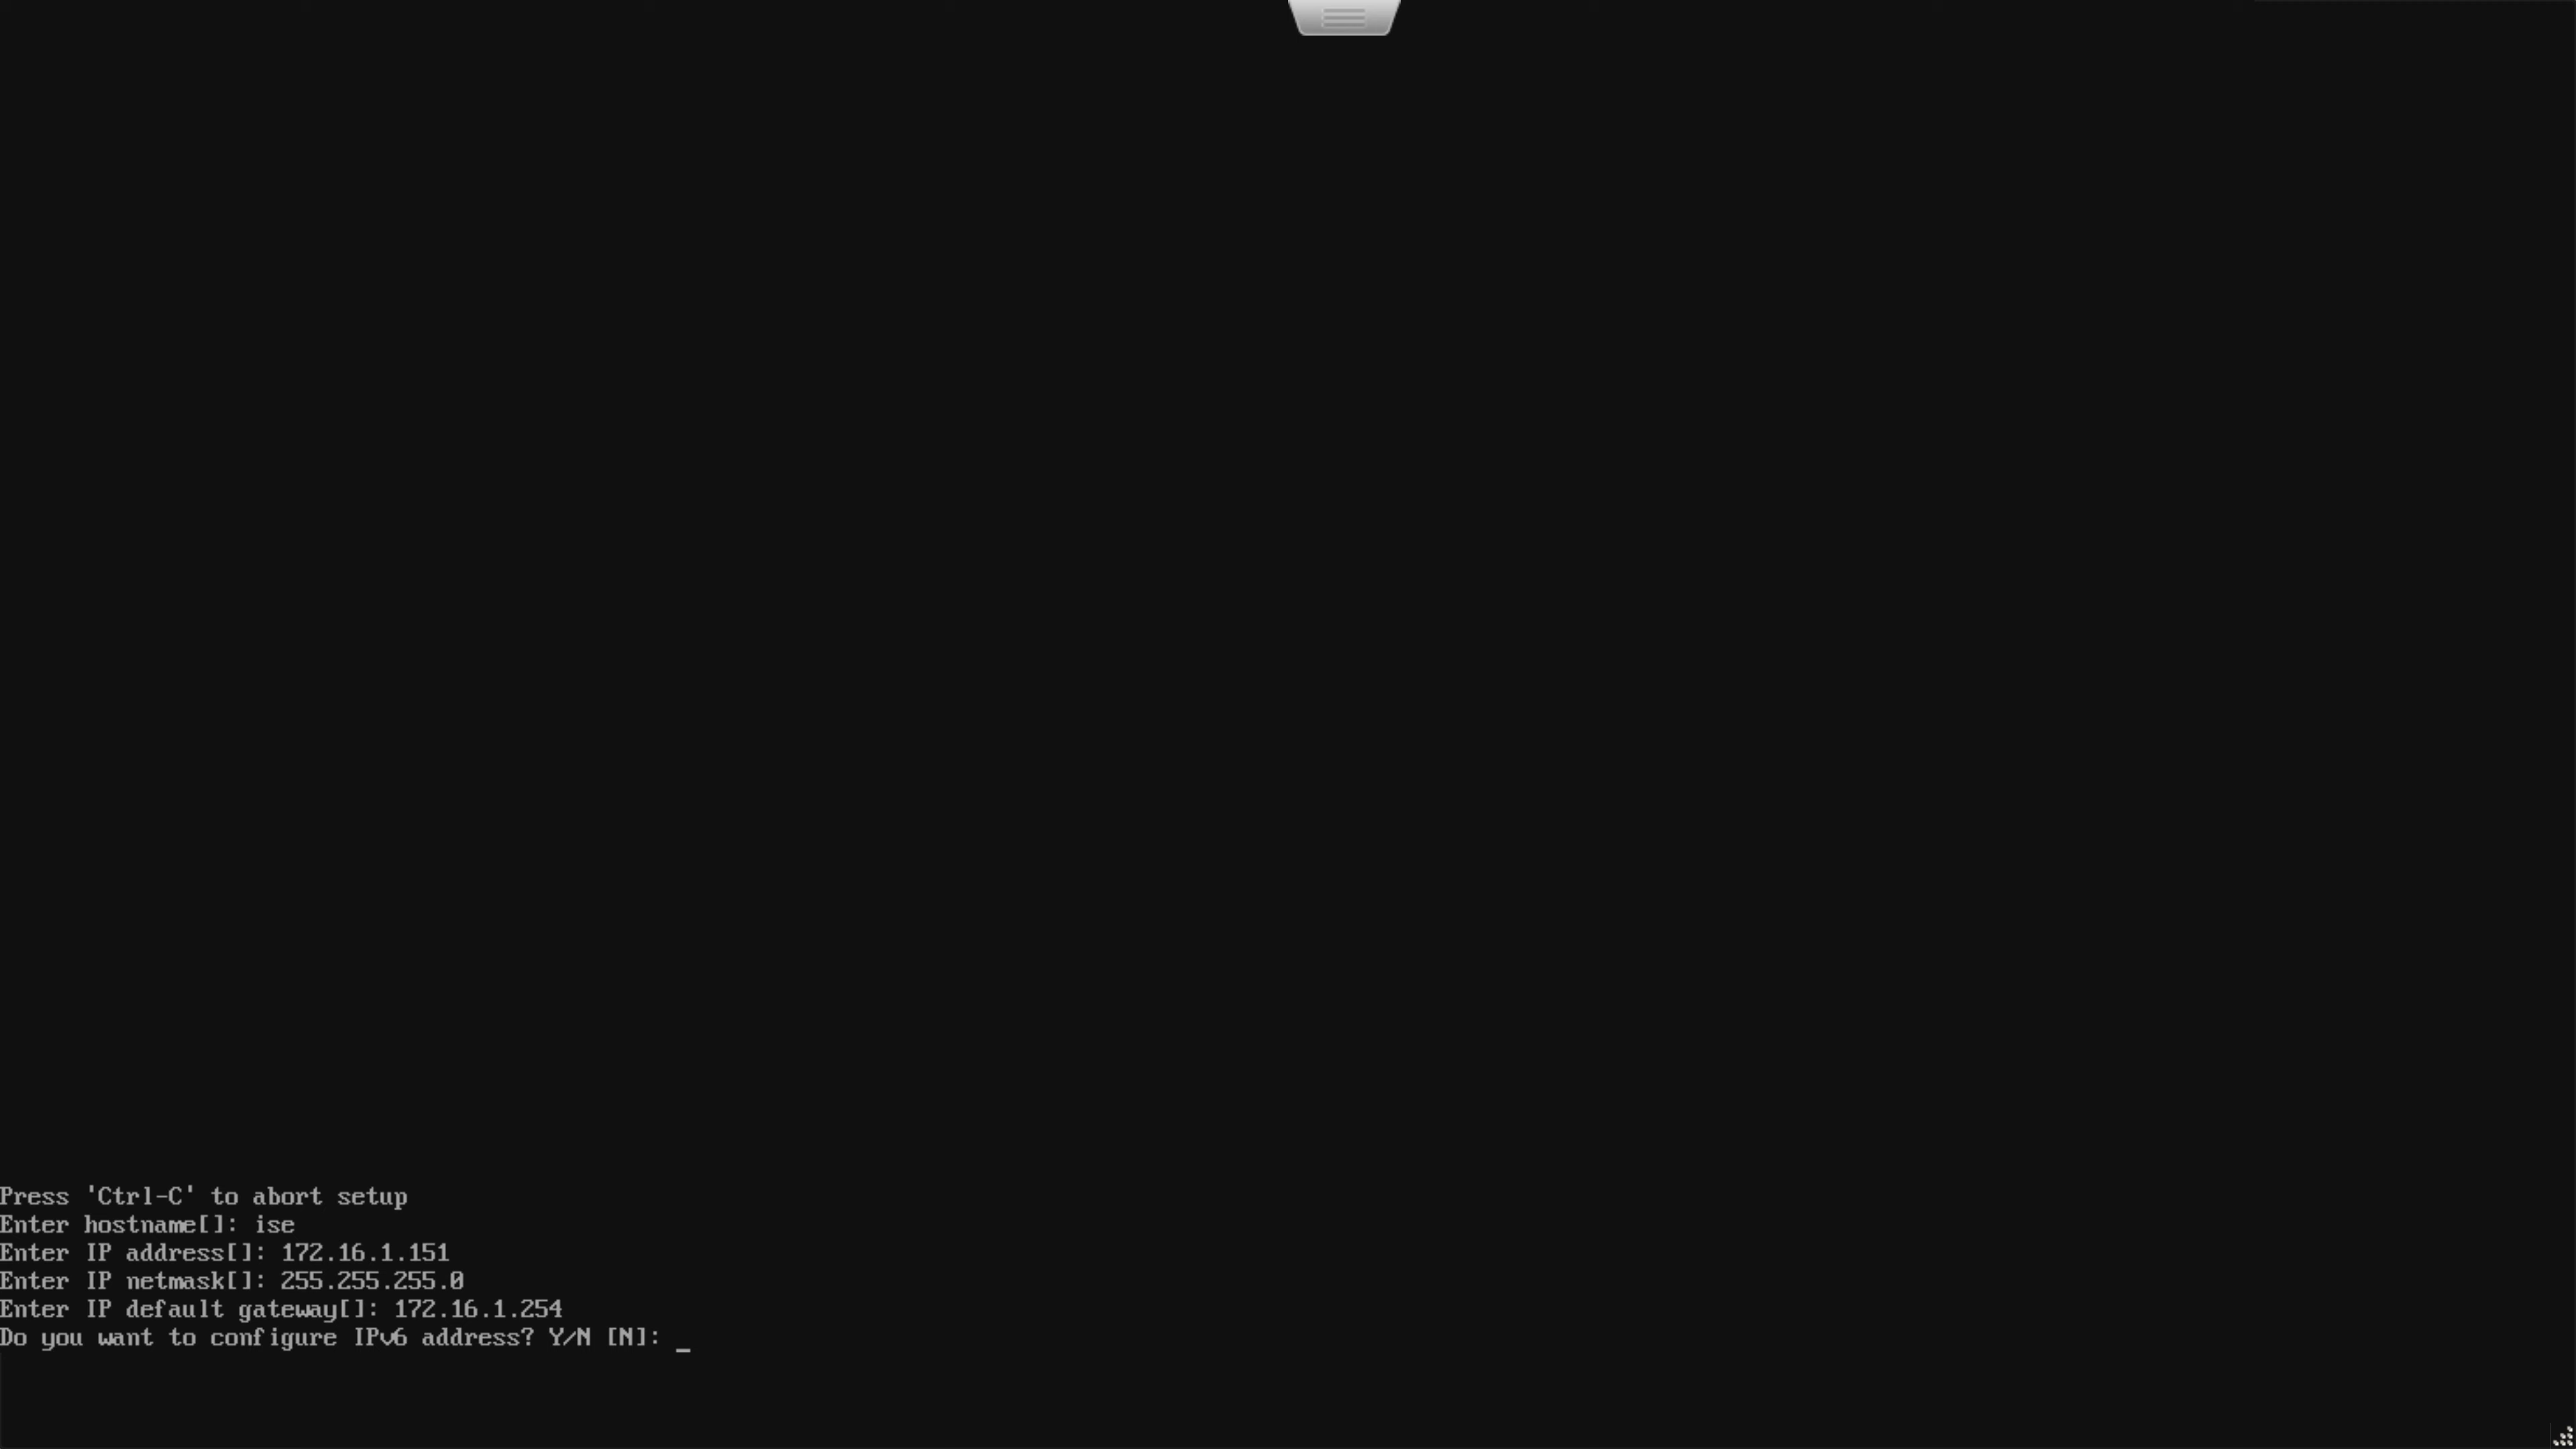 Press 'Ctrl-C' to abort setup
Enter hostname[]: ise
Enter IP address[]: 172.16.1.151
Enter IP netmask[]: 255.255.255.0
Enter IP default gateway[]: 172.16.1.254
Do you want to configure IPv6 address? Y/N [N]: _